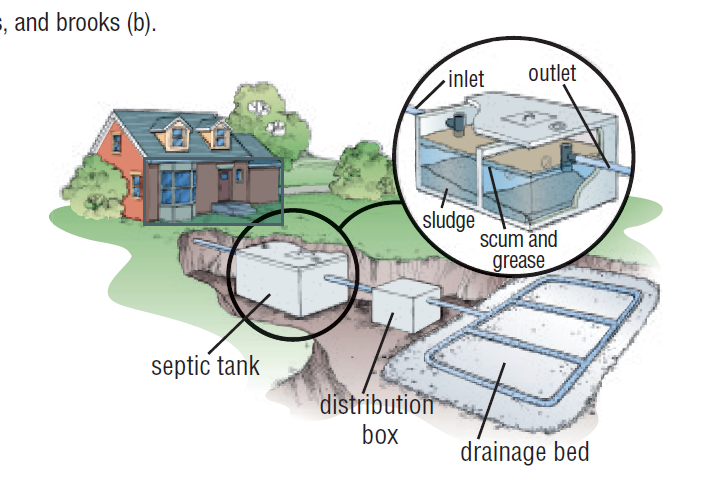 , and brooks (b).
inlet
outlet
sludge
scum and
grease
septic tank
distribution
box
drainage bed